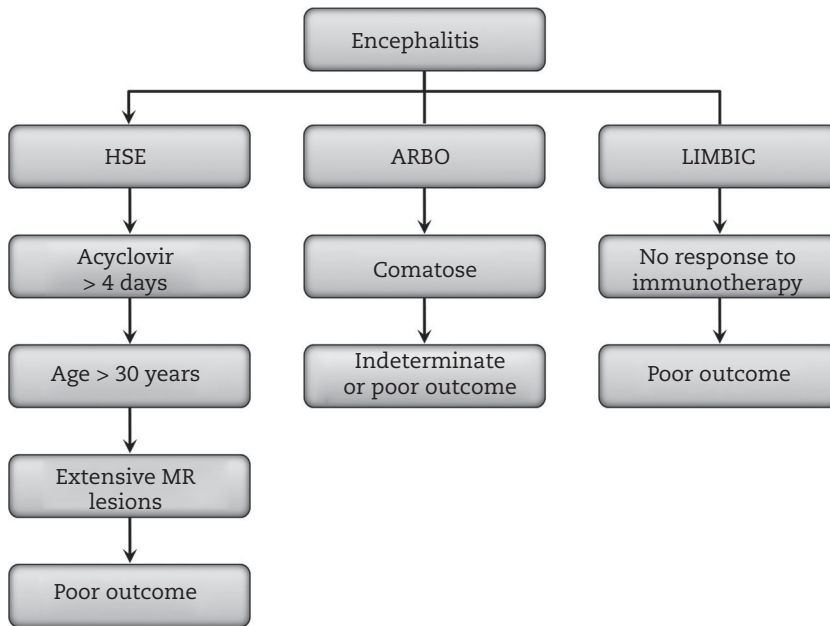 Encephalitis
HSE
ARBO
LIMBIC
Acyclovir
> 4 days
Comatose
No response to
immunotherapy
Age > 30 years
Indeterminate
or poor outcome
Poor outcome
Extensive MR
lesions
Poor outcome